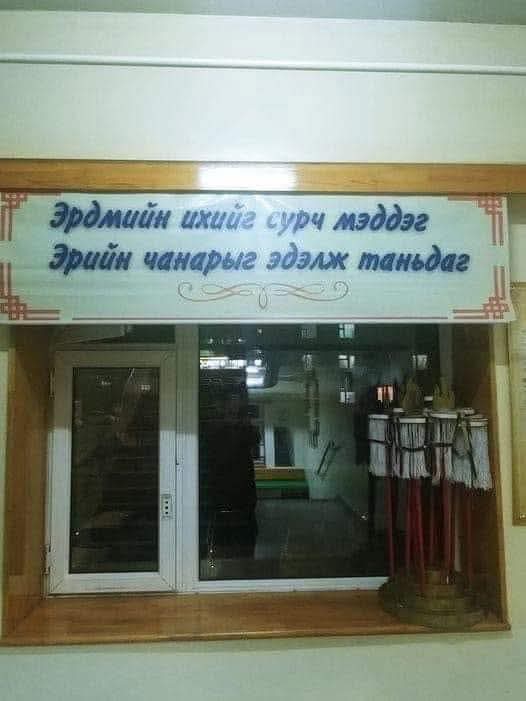 Эрдмийн ихийг сурч мэддэг
Эрийн чанарыг эдэлж таньдаг